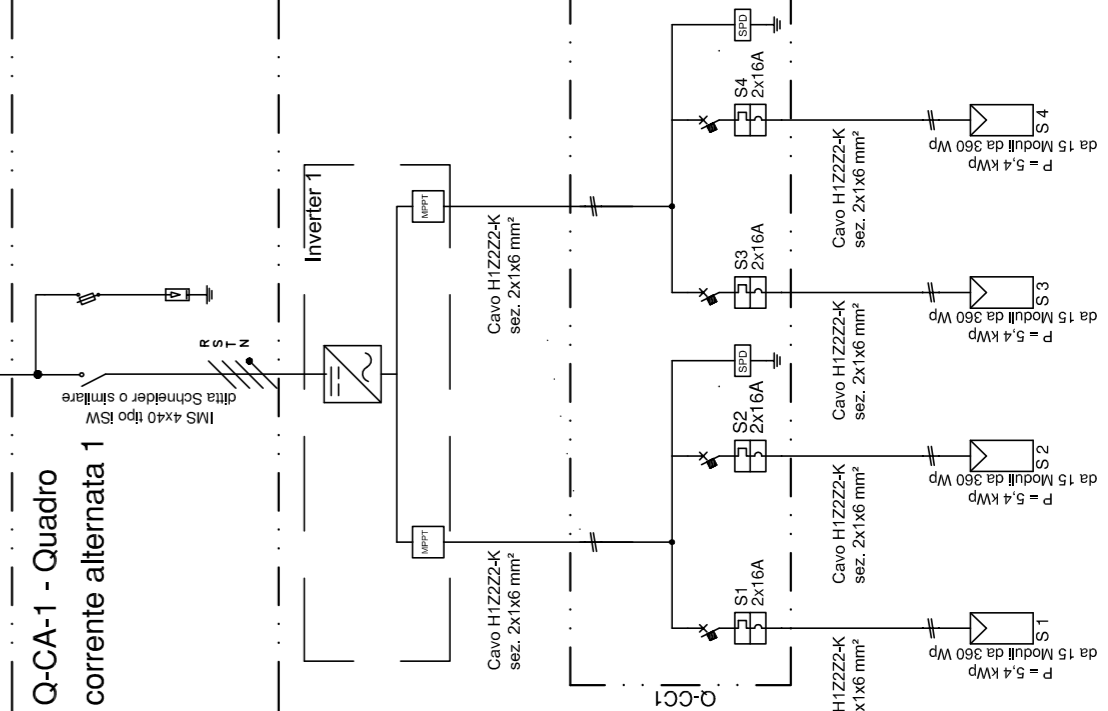 Q-CA-1 - Quadro
corrente alternata 1
IMS 4x40 tipo iSW
ditta Schneider o similare
R
S
T
N
Inverter 1
MPPT
MPPT
Cavo H1Z2Z2-K
sez. 2x1x6 mm²
Cavo H1Z2Z2-K
sez. 2x1x6 mm²
Q-CC1
SPD
SPD
S1
2x16A
S2
2x16A
S3
2x16A
S4
2x16A
H1Z2Z2-K
x1x6 mm²
Cavo H1Z2Z2-K
sez. 2x1x6 mm²
Cavo H1Z2Z2-K
sez. 2x1x6 mm²
Cavo H1Z2Z2-K
sez. 2x1x6 mm²
S 1
P = 5,4 kWp
da 15 Moduli da 360 Wp
S 2
P = 5,4 kWp
da 15 Moduli da 360 Wp
S 3
P = 5,4 kWp
da 15 Moduli da 360 Wp
S 4
P = 5,4 kWp
da 15 Moduli da 360 Wp